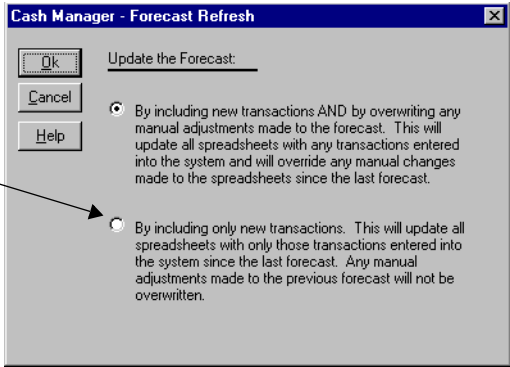 Cash Manager - Forecast Refresh
Ok
Update the Forecast:
Cancel
Help
By including new transactions AND by overwriting any
manual adjustments made to the forecast. This will
update all spreadsheets with any transactions entered
into the system and will override any manual changes
made to the spreadsheets since the last forecast.
By including only new transactions. This will update all
spreadsheets with only those transactions entered into
the system since the last forecast. Any manual
adjustments made to the previous forecast will not be
overwritten.